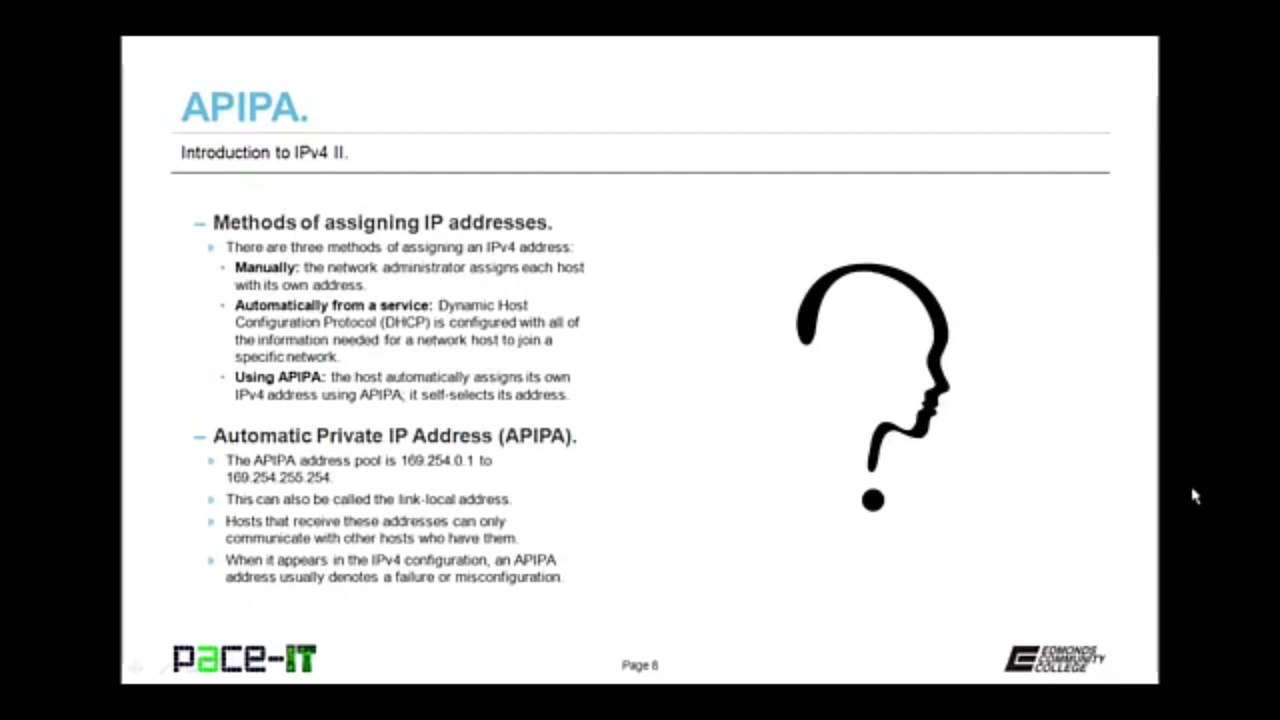 APIPA.
Introduction to IPv4 II.
– Methods of assigning IP addresses.
» There are three methods of assigning an IPv4 address:
• Manually: the network administrator assigns each host
with its own address.
• Automatically from a service: Dynamic Host
Configuration Protocol (DHCP) is configured with all of
the information needed for a network host to join a
specific network.
• Using APIPA: the host automatically assigns its own
IPv4 address using APIPA; it self-selects its address.
– Automatic Private IP Address (APIPA).
» The APIPA address pool is 169.254.0.1 to
169.254.255.254.
» This can also be called the link-local address.
» Hosts that receive these addresses can only
communicate with other hosts who have them.
» When it appears in the IPv4 configuration, an APIPA
address usually denotes a failure or misconfiguration.
pace-IT
Page 8
EDMONDS
COMMUNITY
COLLEGE